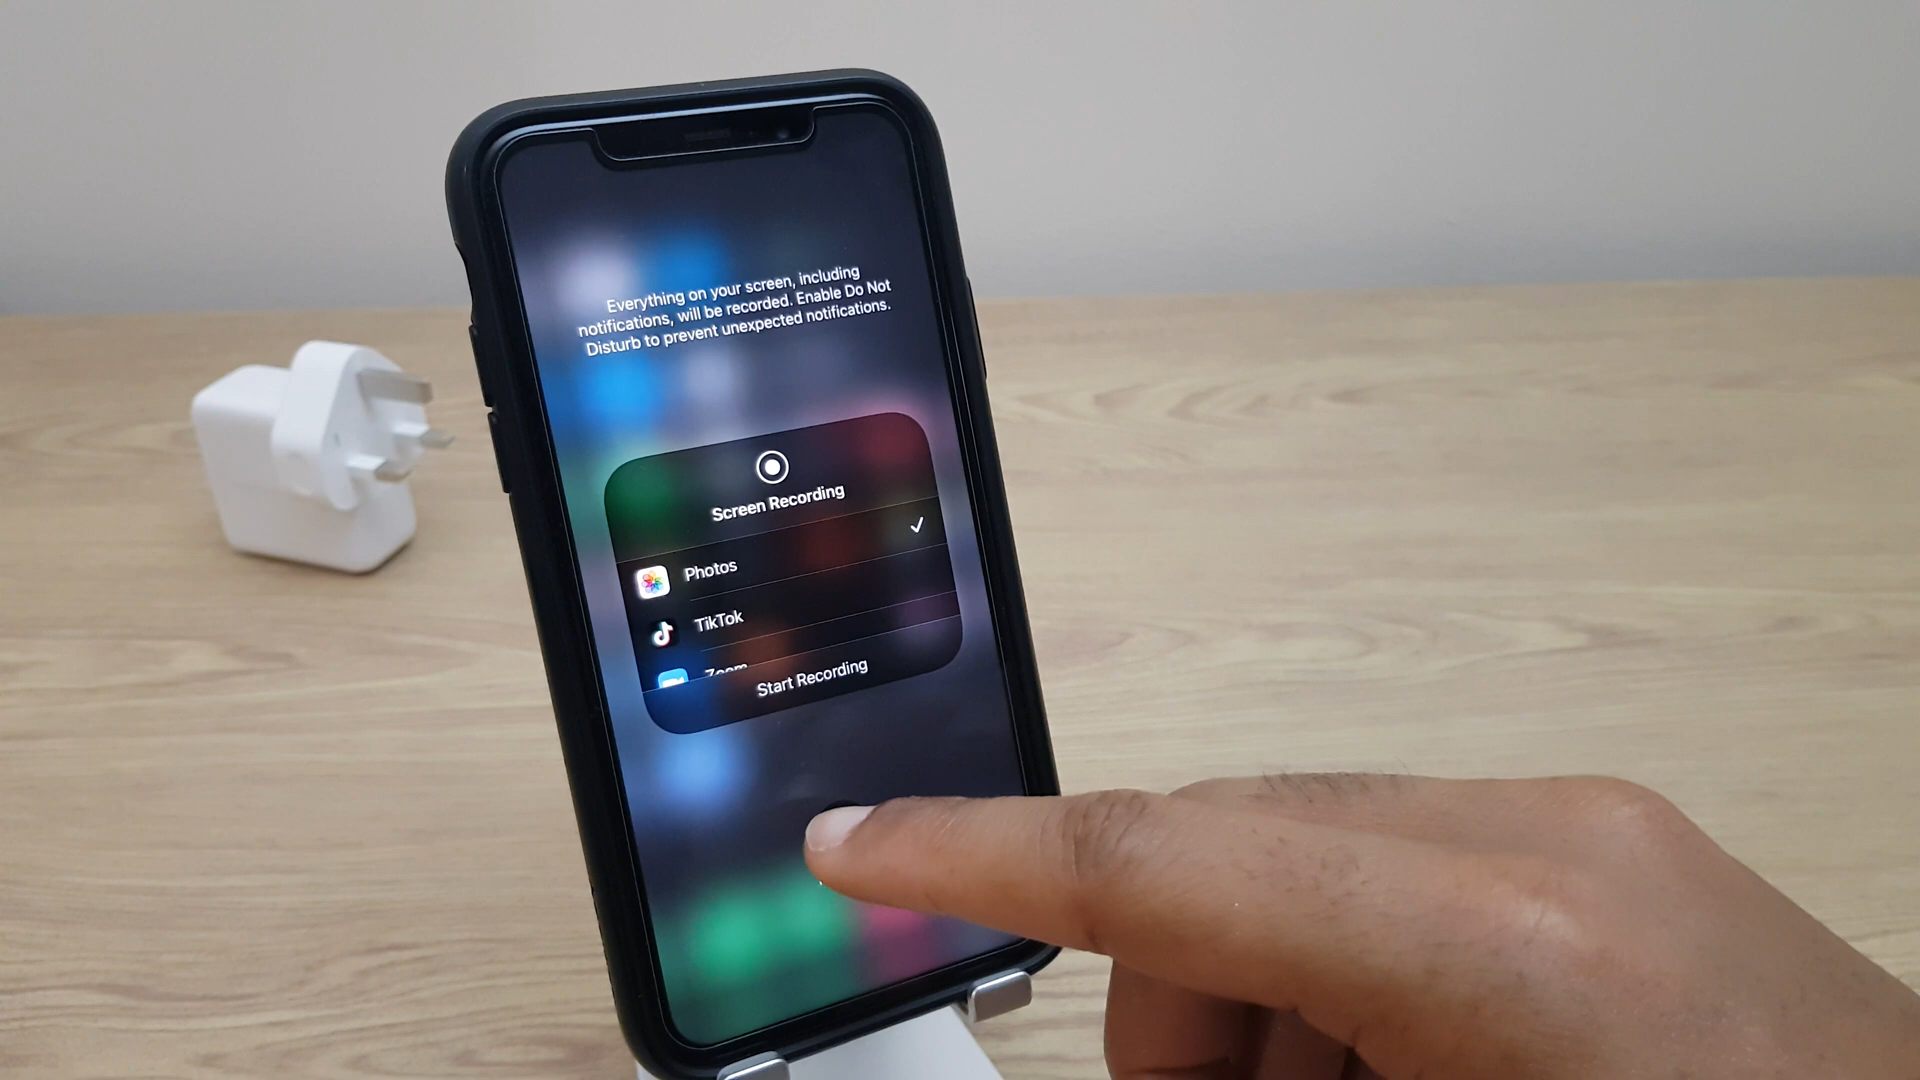 Everything on your screen, including
notifications, will be recorded. Enable Do Not
Disturb to prevent unexpected notifications.
Screen Recording
Photos
TikTok
Zoom
Start Recording